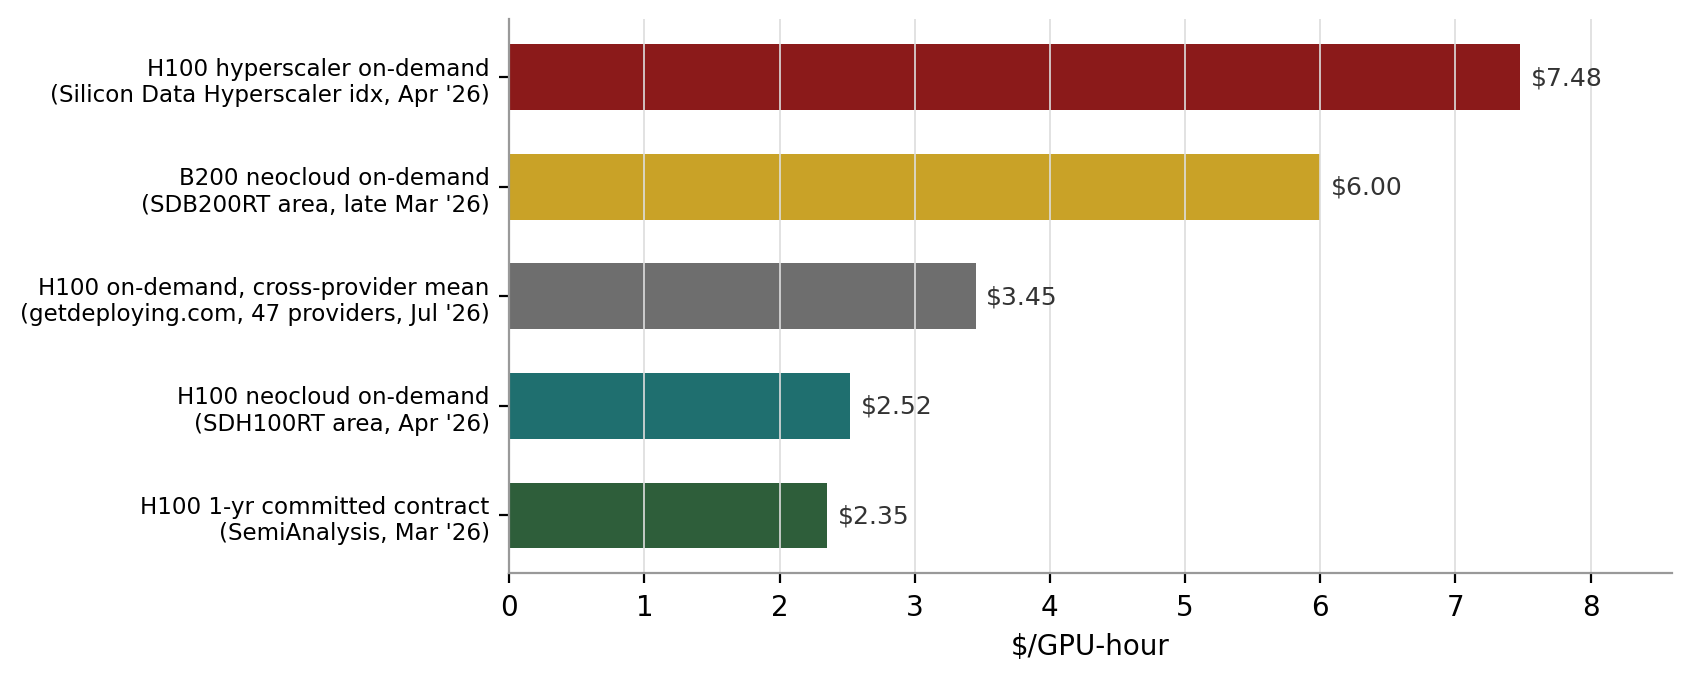 H100 hyperscaler on-demand
(Silicon Data Hyperscaler idx, Apr '26)
$7.48
B200 neocloud on-demand
(SDB200RT area, late Mar '26)
$6.00
H100 on-demand, cross-provider mean
(getdeploying.com, 47 providers, Jul '26)
$3.45
H100 neocloud on-demand
(SDH100RT area, Apr '26)
$2.52
H100 1-yr committed contract
(SemiAnalysis, Mar '26)
$2.35
0 1 2 3 4 5 6 7 8
$/GPU-hour